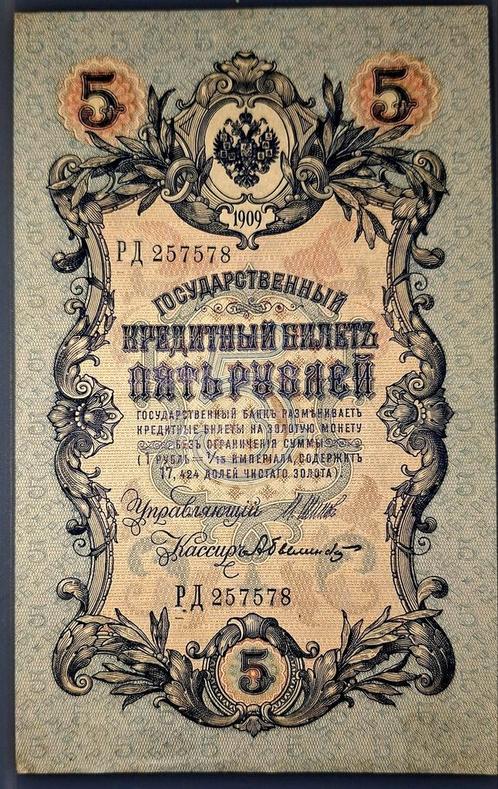 5 5
1909
РД 257578
ГОСУДАРСТВЕННЫЙ
КРЕДИТНЫЙ БИЛЕТЪ
ПЯТЬ РУБЛЕЙ
ГОСУДАРСТВЕННЫЙ БАНКЪ РАЗМѢНИВАЕТЪ
КРЕДИТНЫЕ БИЛЕТЫ НА ЗОЛОТУЮ МОНЕТУ
БЕЗЪ ОГРАНИЧЕНІЯ СУММЫ
(1 РУБЛЬ = 1/15 ИМПЕРІАЛА, СОДЕРЖИТЪ
17,424 ДОЛЕЙ ЧИСТАГО ЗОЛОТА).
Управляющій
Кассиръ
РД 257578
5